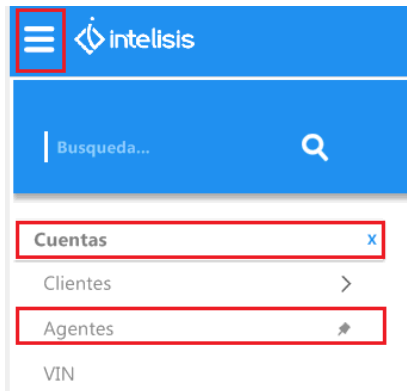 intelisis
Busqueda...
Cuentas x
Clientes
Agentes
VIN